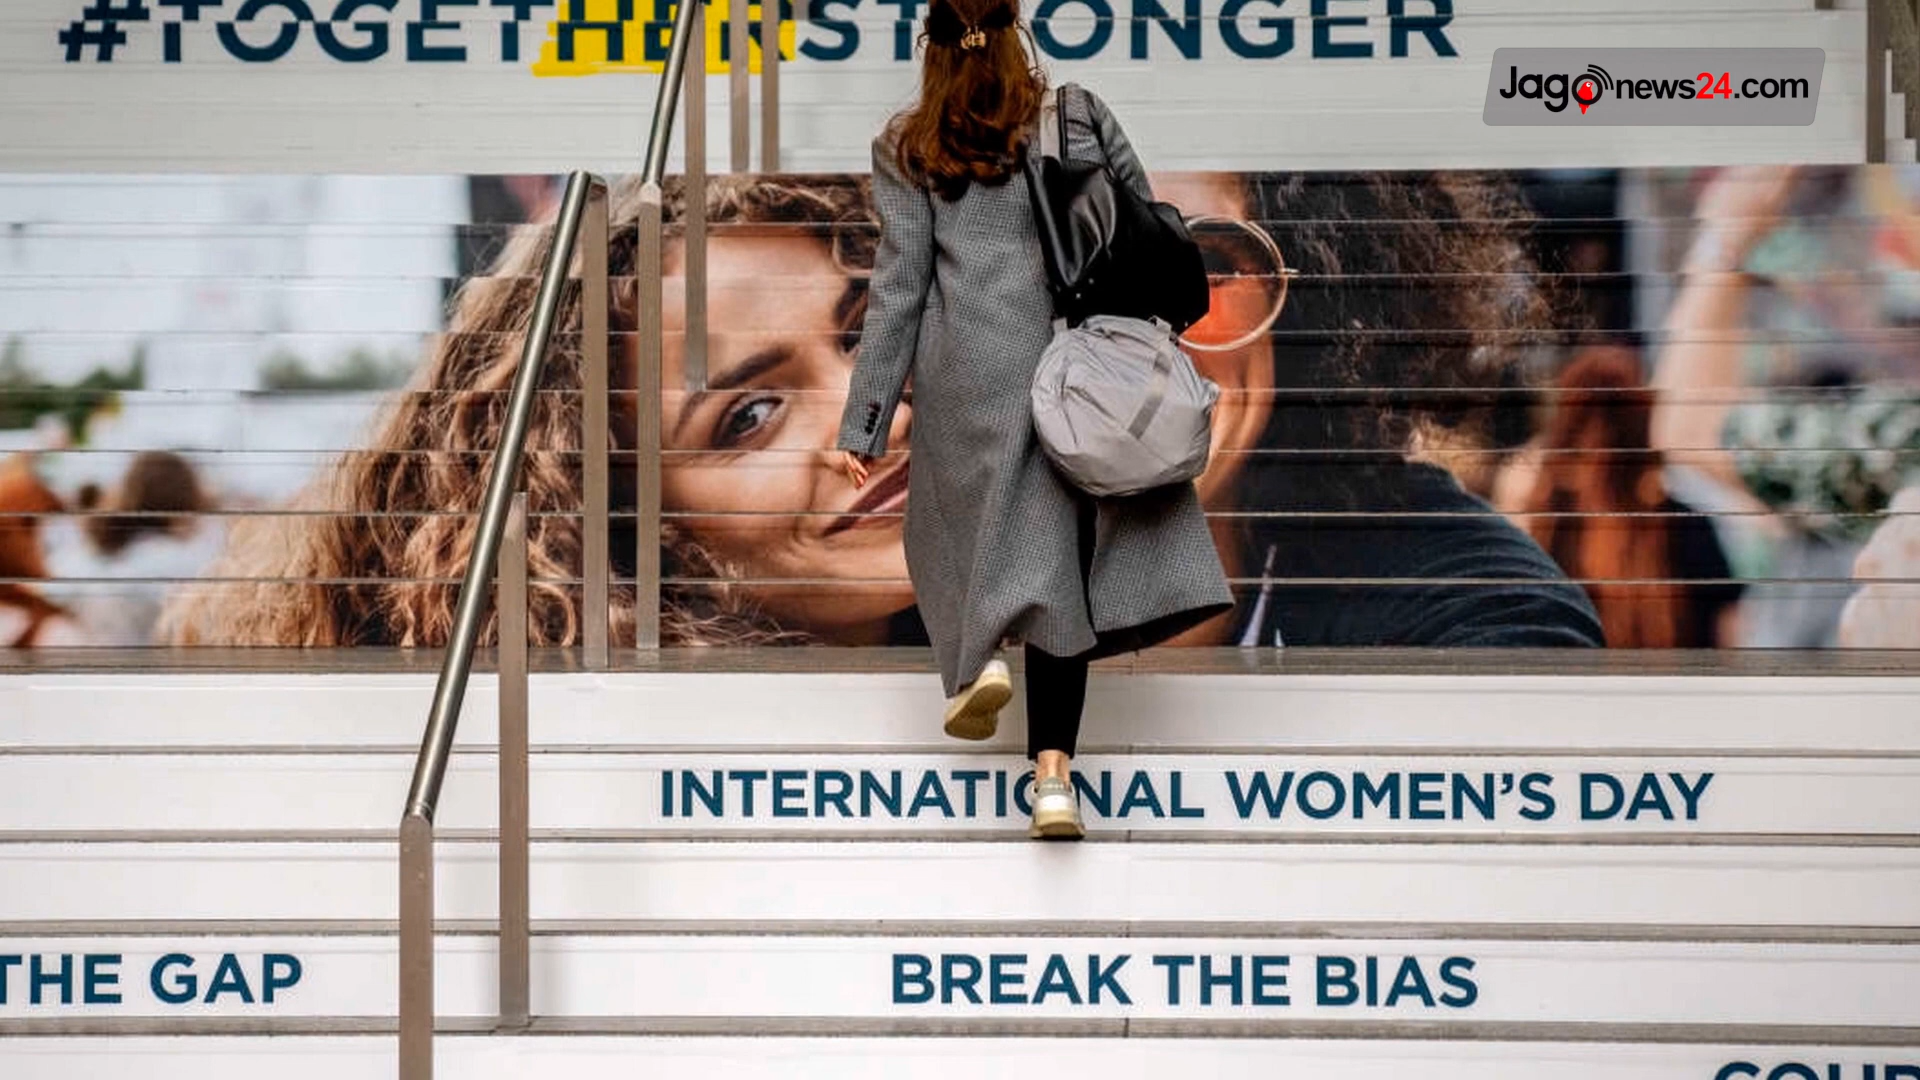 #TOGETHERSTRONGER
Jagonews24.com
INTERNATIONAL WOMEN'S DAY
THE GAP
BREAK THE BIAS